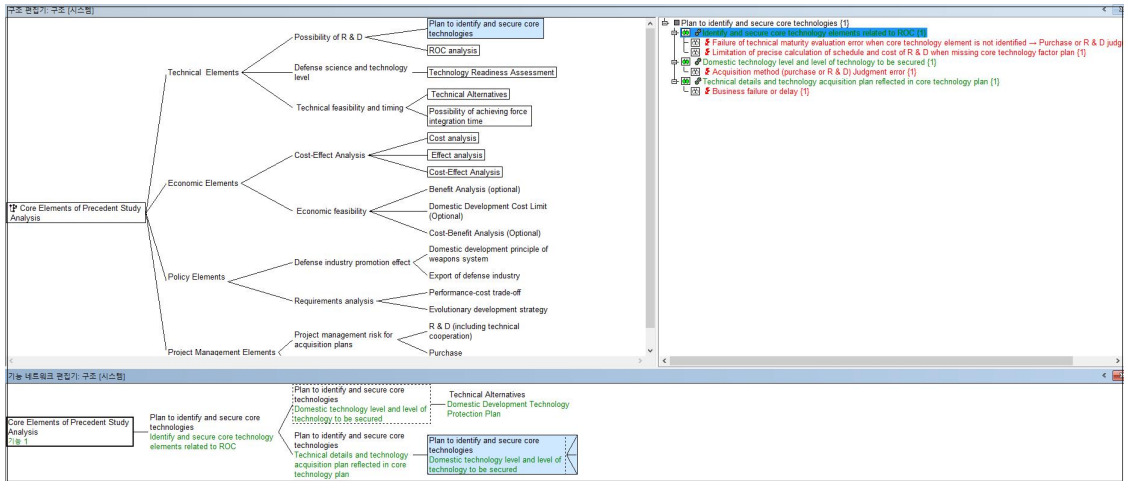 구조 편집기: 구조 [시스템]
Plan to identify and secure core
technologies
Possibility of R & D
ROC analysis
Technical Elements
Defense science and technology
level
Technology Readiness Assessment
Technical Alternatives
Technical feasibility and timing
Possibility of achieving force
integration time
Cost analysis
Cost-Effect Analysis
Effect analysis
Cost-Effect Analysis
Economic Elements
Benefit Analysis (optional)
Economic feasibility
Domestic Development Cost Limit
(Optional)
Cost-Benefit Analysis (Optional)
Core Elements of Precedent Study
Analysis
Domestic development principle of
weapons system
Defense industry promotion effect
Policy Elements
Export of defense industry
Performance-cost trade-off
Requirements analysis
Evolutionary development strategy
R & D (including technical
cooperation)
Project management risk for
acquisition plans
Project Management Elements
Purchase
Plan to identify and secure core technologies {1}
Identify and secure core technology elements related to ROC {1}
Failure of technical maturity evaluation error when core technology element is not identified → Purchase or R & D judg
Limitation of precise calculation of schedule and cost of R & D when missing core technology factor plan {1}
Domestic technology level and level of technology to be secured {1}
Acquisition method (purchase or R & D) Judgment error {1}
Technical details and technology acquisition plan reflected in core technology plan {1}
Business failure or delay {1}
기능 네트워크 편집기: 구조 [시스템]
Core Elements of Precedent Study
Analysis
기능 1
Plan to identify and secure core
technologies
Identify and secure core technology
elements related to ROC
Plan to identify and secure core
technologies
Domestic technology level and level of
technology to be secured
Technical Alternatives
Domestic Development Technology
Protection Plan
Plan to identify and secure core
technologies
Technical details and technology
acquisition plan reflected in core
technology plan
Plan to identify and secure core
technologies
Domestic technology level and level of
technology to be secured